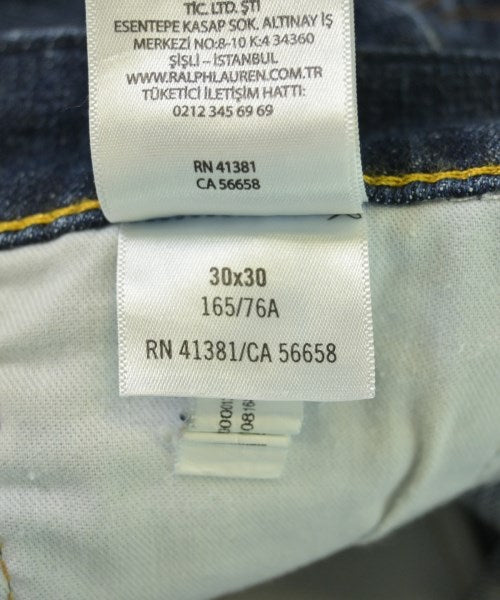 TİC. LTD. ŞTİ
ESENTEPE KASAP SOK. ALTINAY İŞ
MERKEZİ NO:8-10 K:4 34360
ŞİŞLİ – İSTANBUL
WWW.RALPHLAUREN.COM.TR
TÜKETİCİ İLETİŞİM HATTI:
0212 345 69 69
RN 41381
CA 56658
30x30
165/76A
RN 41381/CA 56658